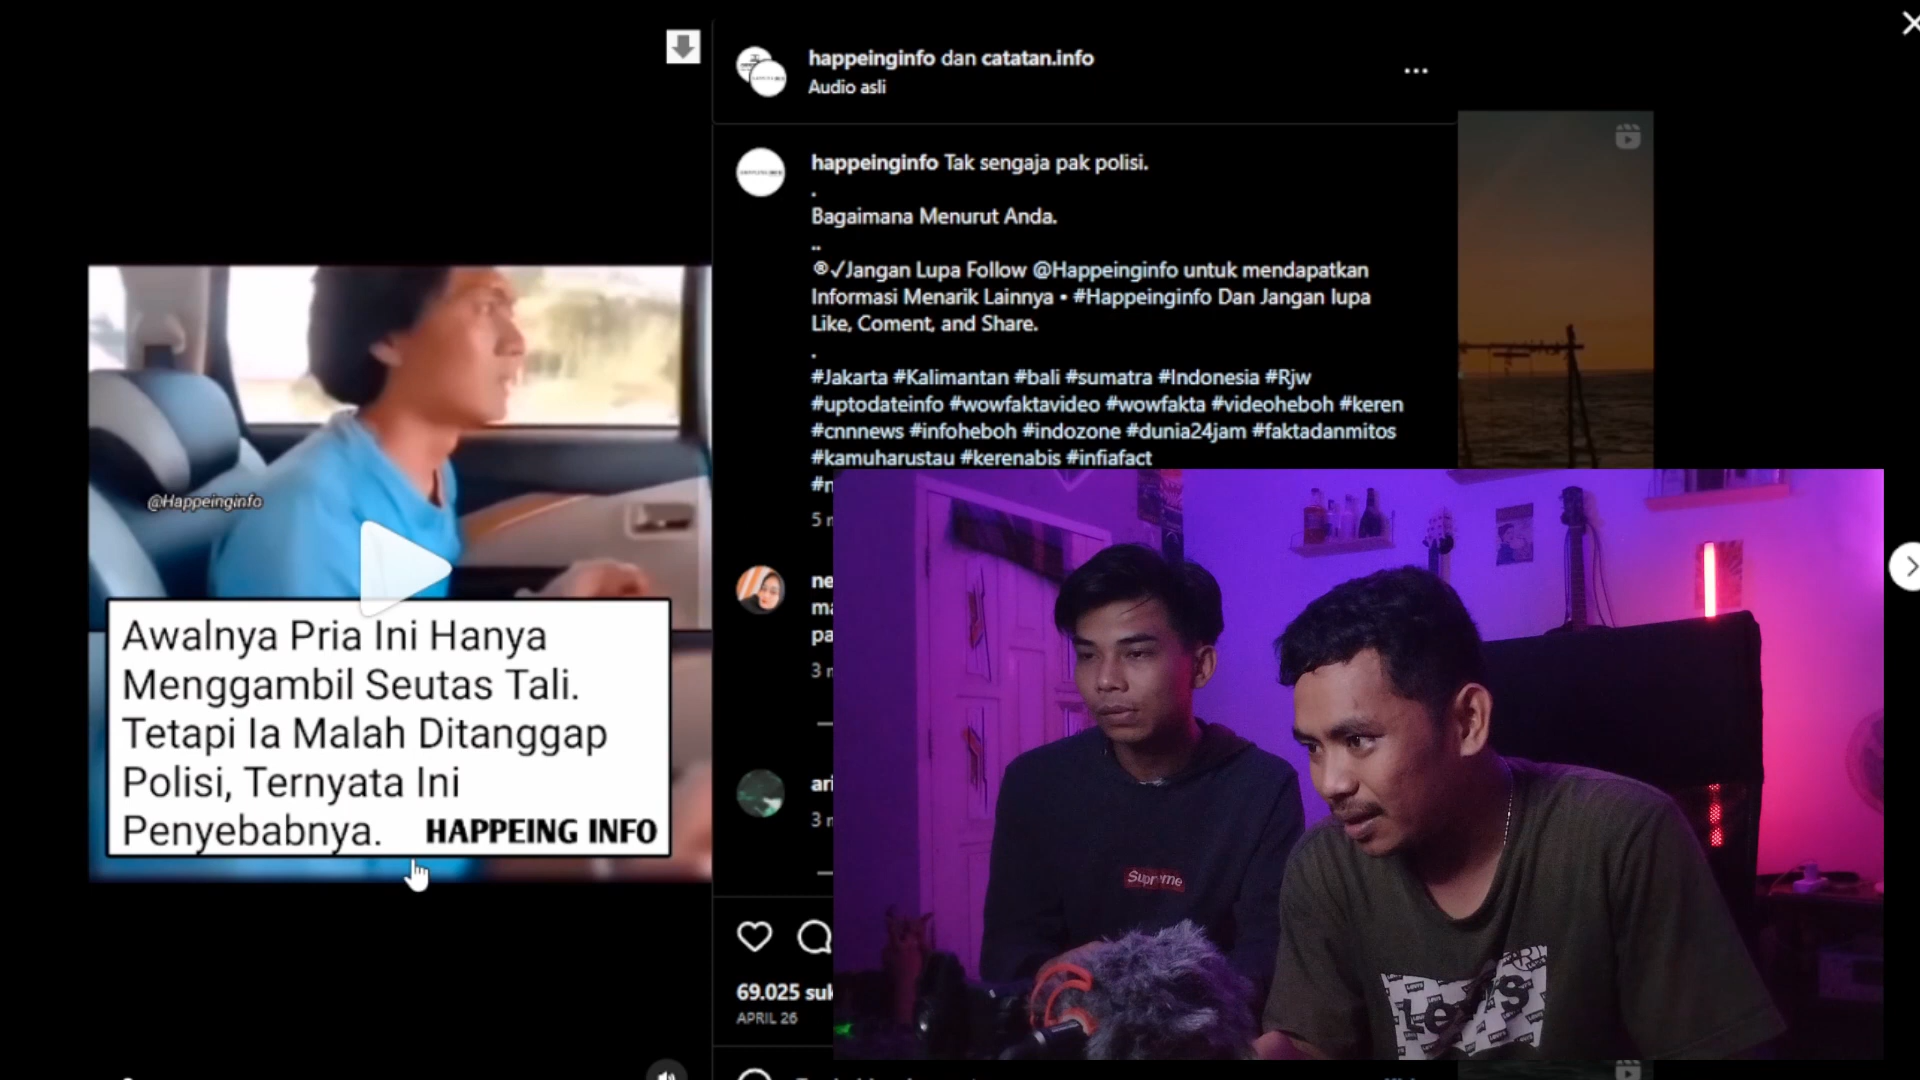 happeinginfo dan catatan.info
Audio asli
happeinginfo Tak sengaja pak polisi.
.
Bagaimana Menurut Anda.
..
®√Jangan Lupa Follow @Happeinginfo untuk mendapatkan
Informasi Menarik Lainnya • #Happeinginfo Dan Jangan lupa
Like, Coment, and Share.
.
#Jakarta #Kalimantan #bali #sumatra #Indonesia #Rjw
#uptodateinfo #wowfaktavideo #wowfakta #videoheboh #keren
#cnnnews #infoheboh #indozone #dunia24jam #faktadanmitos
#kamuharustau #kerenabis #infiafact
@Happeinginfo
Awalnya Pria Ini Hanya
Menggambil Seutas Tali.
Tetapi Ia Malah Ditanggap
Polisi, Ternyata Ini
Penyebabnya.
HAPPEING INFO
69.025
APRIL 26
Supreme